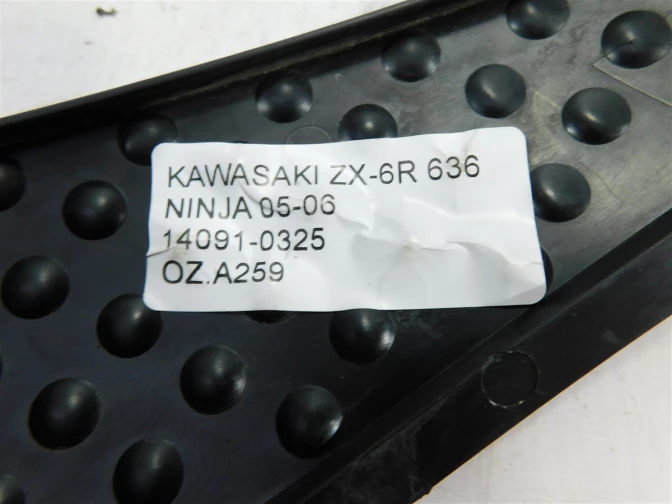 KAWASAKI ZX-6R 636
NINJA 05-06
14091-0325
OZ.A259